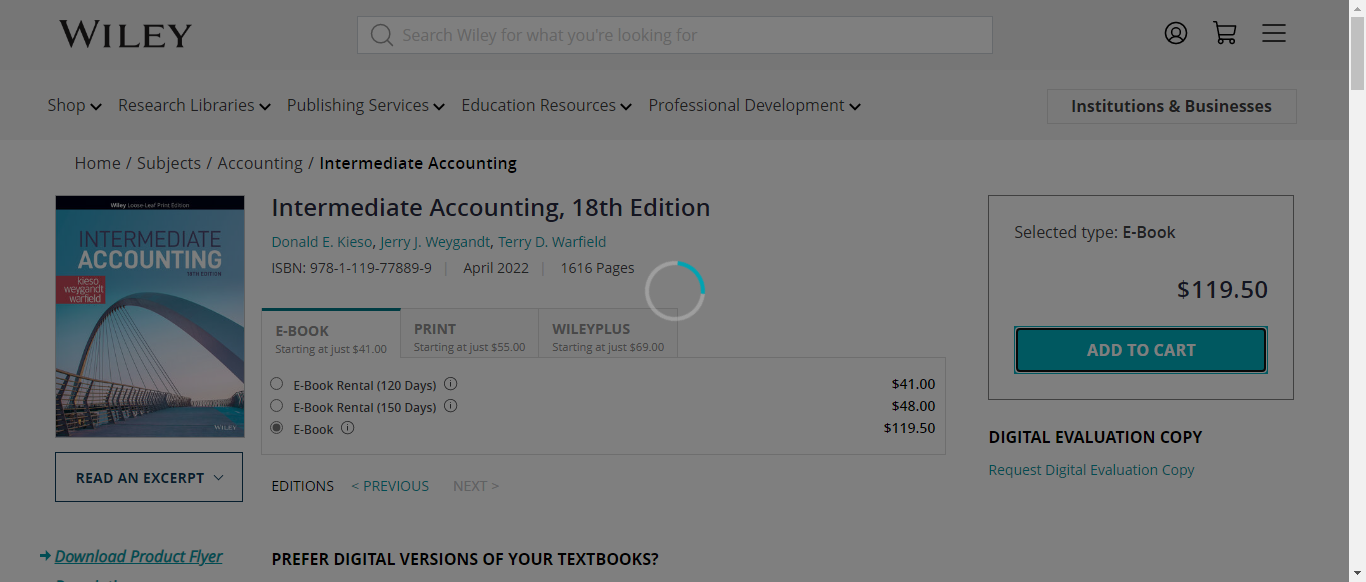 WILEY
Search Wiley for what you're looking for
Shop Research Libraries Publishing Services Education Resources Professional Development Institutions & Businesses
Home / Subjects / Accounting / Intermediate Accounting
Wiley Loose-Leaf Print Edition
INTERMEDIATE
ACCOUNTING
18TH EDITION
kieso
weygandt
warfield
WILEY
READ AN EXCERPT
Download Product Flyer
Intermediate Accounting, 18th Edition
Donald E. Kieso, Jerry J. Weygandt, Terry D. Warfield
ISBN: 978-1-119-77889-9 | April 2022 | 1616 Pages
E-BOOK
Starting at just $41.00
PRINT
Starting at just $55.00
WILEYPLUS
Starting at just $69.00
E-Book Rental (120 Days) $41.00
E-Book Rental (150 Days) $48.00
E-Book $119.50
EDITIONS < PREVIOUS NEXT >
PREFER DIGITAL VERSIONS OF YOUR TEXTBOOKS?
Selected type: E-Book
$119.50
ADD TO CART
DIGITAL EVALUATION COPY
Request Digital Evaluation Copy